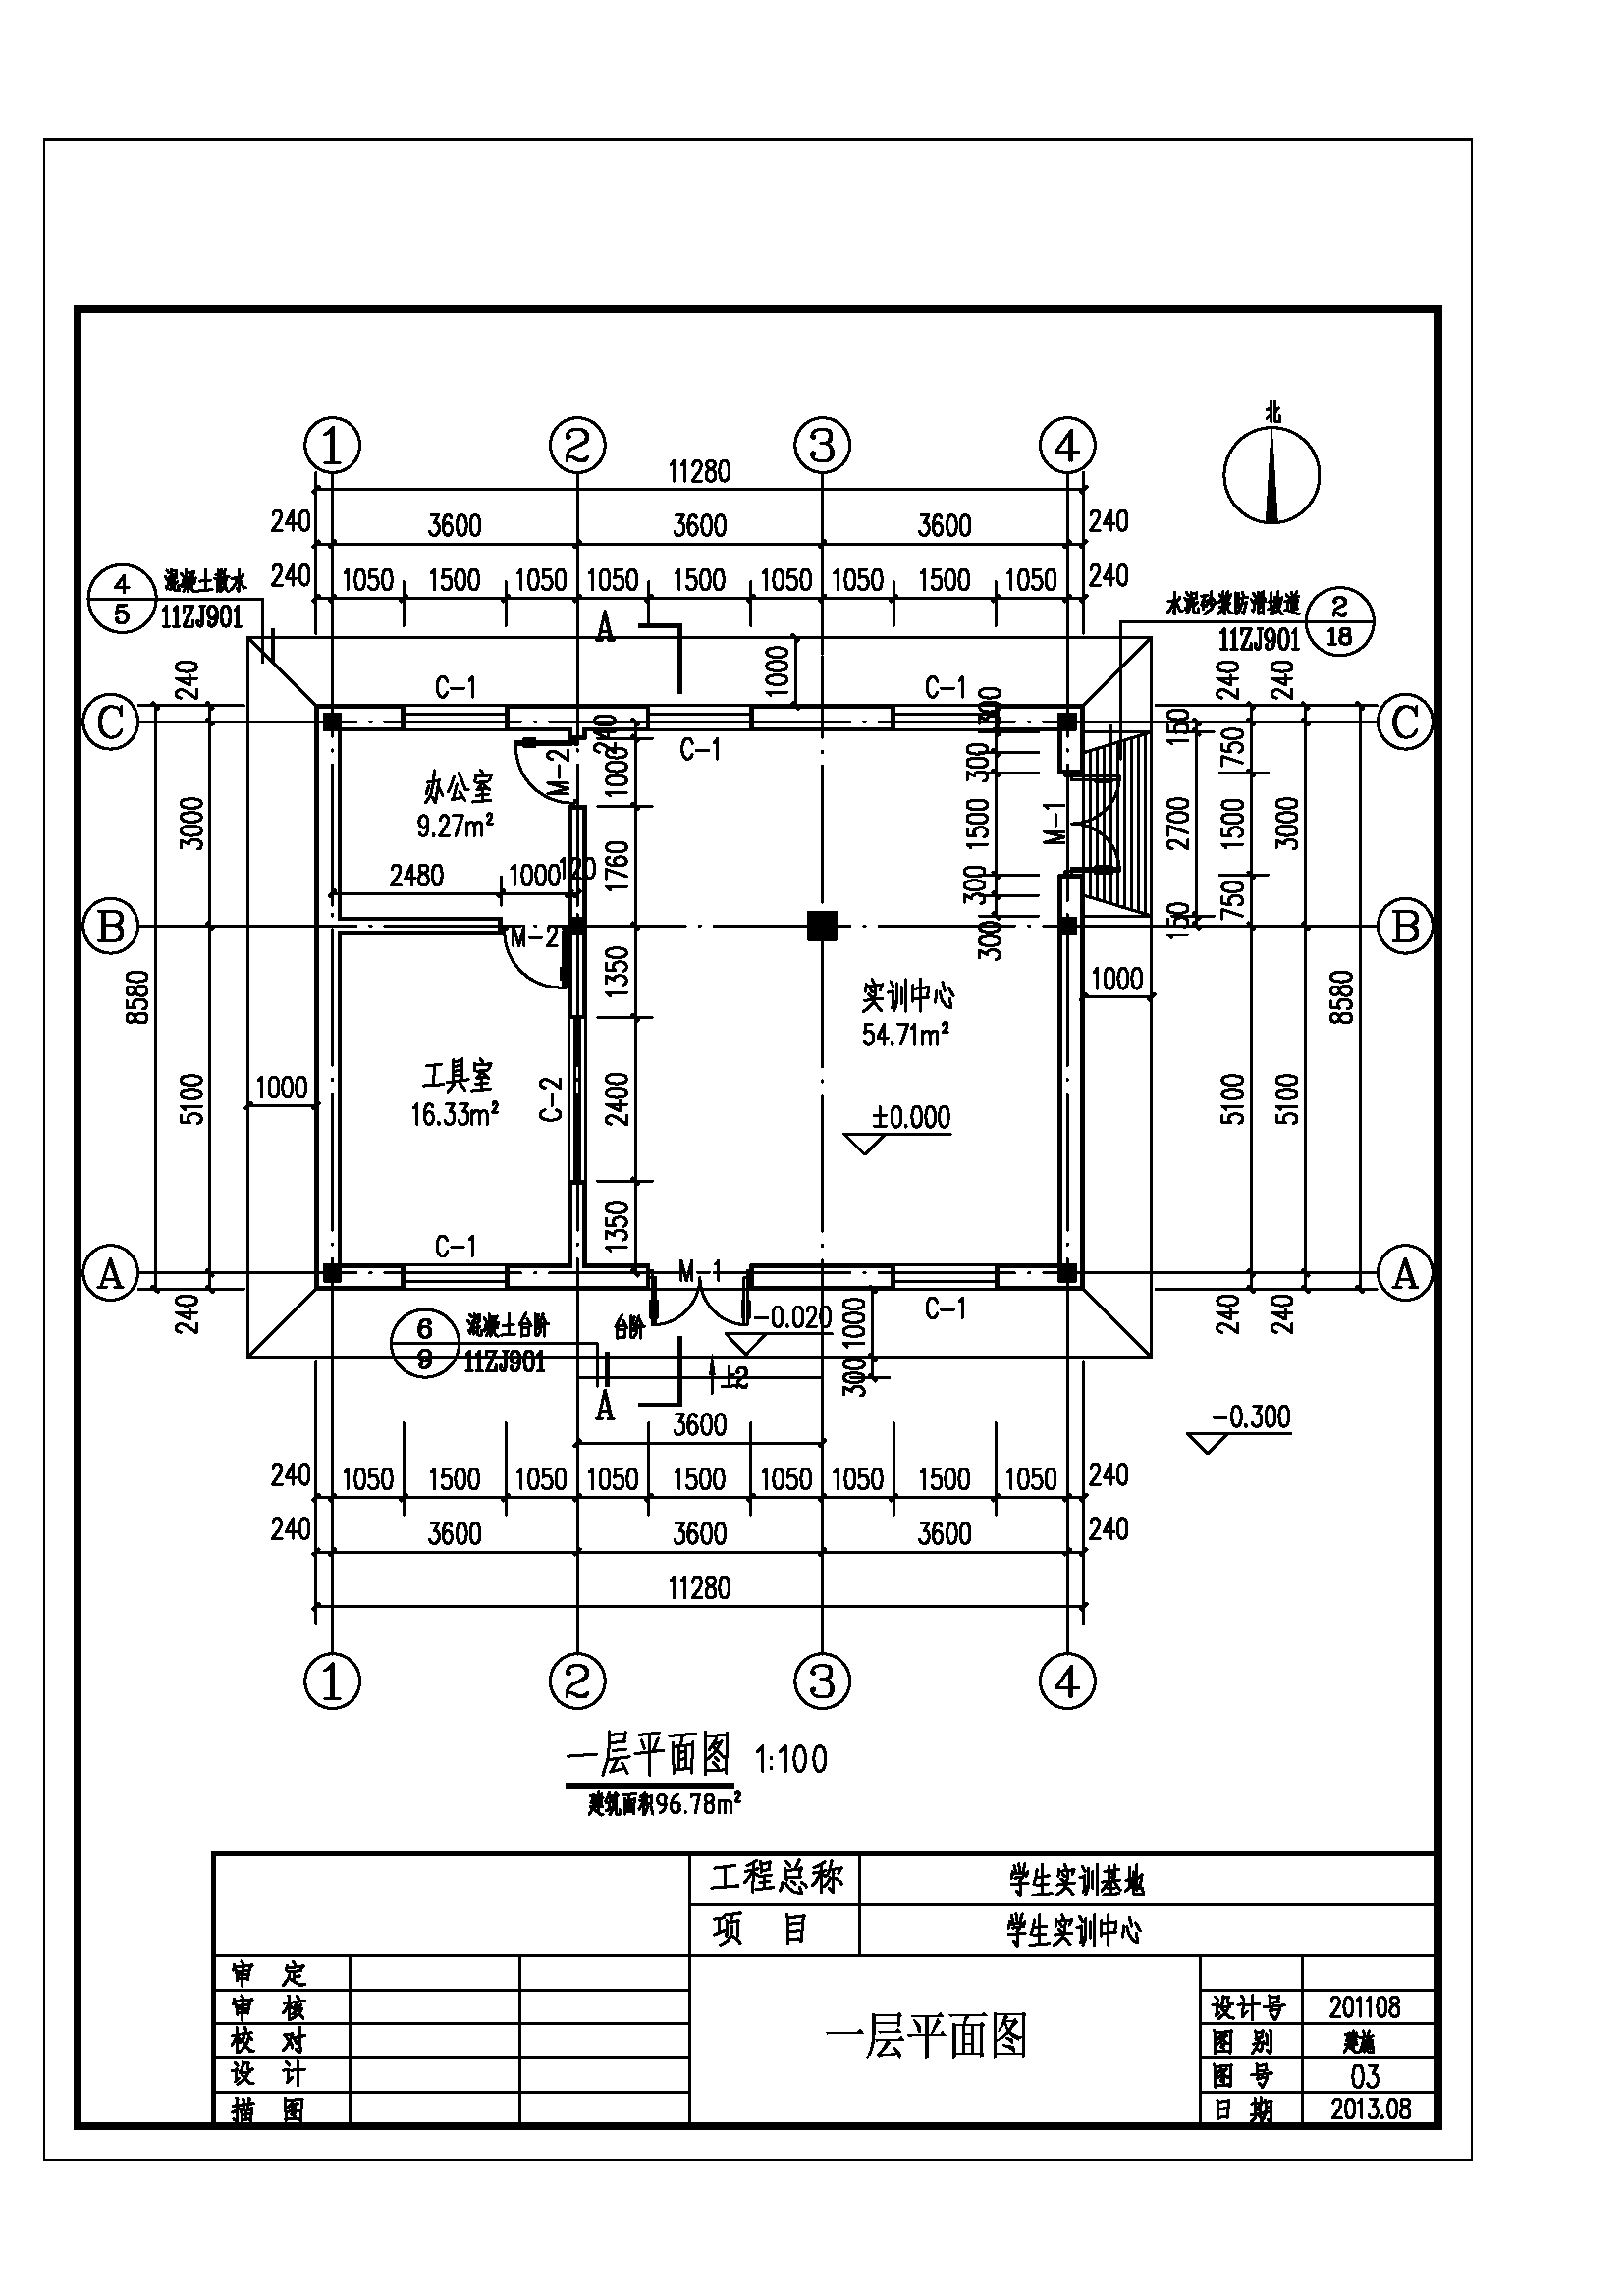 北
1 2 3 4
11280
240 3600 3600 3600 240
240 1050 1500 1050 1050 1500 1050 1050 1500 1050 240
4
5
混凝土散水
11ZJ901
水泥砂浆防滑坡道
11ZJ901
2
18
A
1000
240
240
240
C-1
C-1
C-1
C
C
240
300
300
150
750
办公室
9.27m²
M-2
1000
3000
1500
M-1
2700
1500
3000
2480
1000
120
1760
300
300
150
750
B
B
M-2
1350
8580
实训中心
54.71m²
1000
8580
工具室
16.33m²
1000
5100
C-2
2400
±0.000
5100
5100
1350
C-1
M-1
C-1
A
A
240
240
240
6
9
混凝土台阶
11ZJ901
台阶
-0.020
1000
300
上2
A
-0.300
3600
240 1050 1500 1050 1050 1500 1050 1050 1500 1050 240
240 3600 3600 3600 240
11280
1 2 3 4
一层平面图 1:100
建筑面积96.78m²
工程总称 学生实训基地
项 目 学生实训中心
审 定
审 核
校 对
设 计
描 图
一层平面图
设计号 201108
图 别 建施
图 号 03
日 期 2013.08